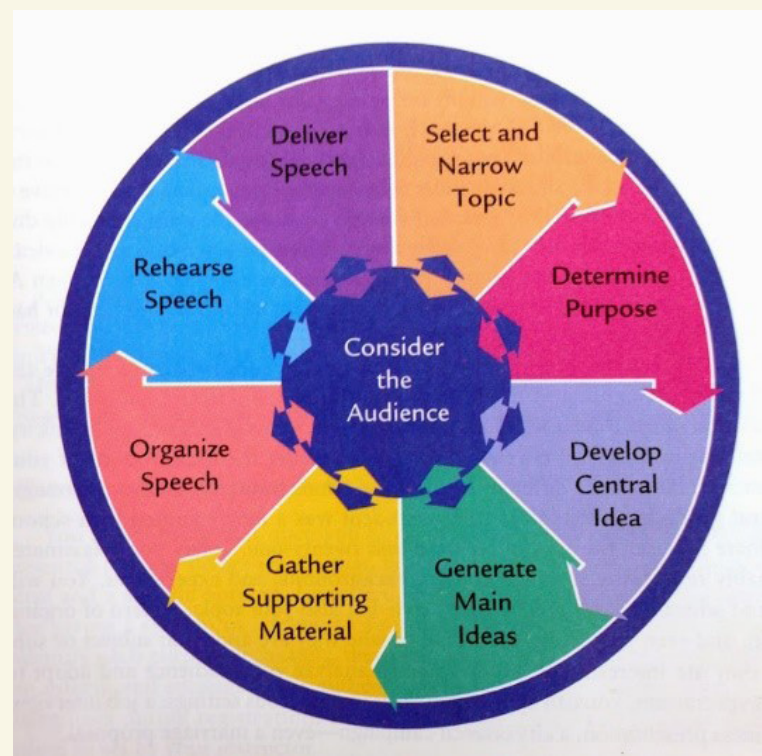 Select and
Narrow
Topic
Determine
Purpose
Develop
Central
Idea
Generate
Main
Ideas
Gather
Supporting
Material
Organize
Speech
Rehearse
Speech
Deliver
Speech
Consider
the
Audience